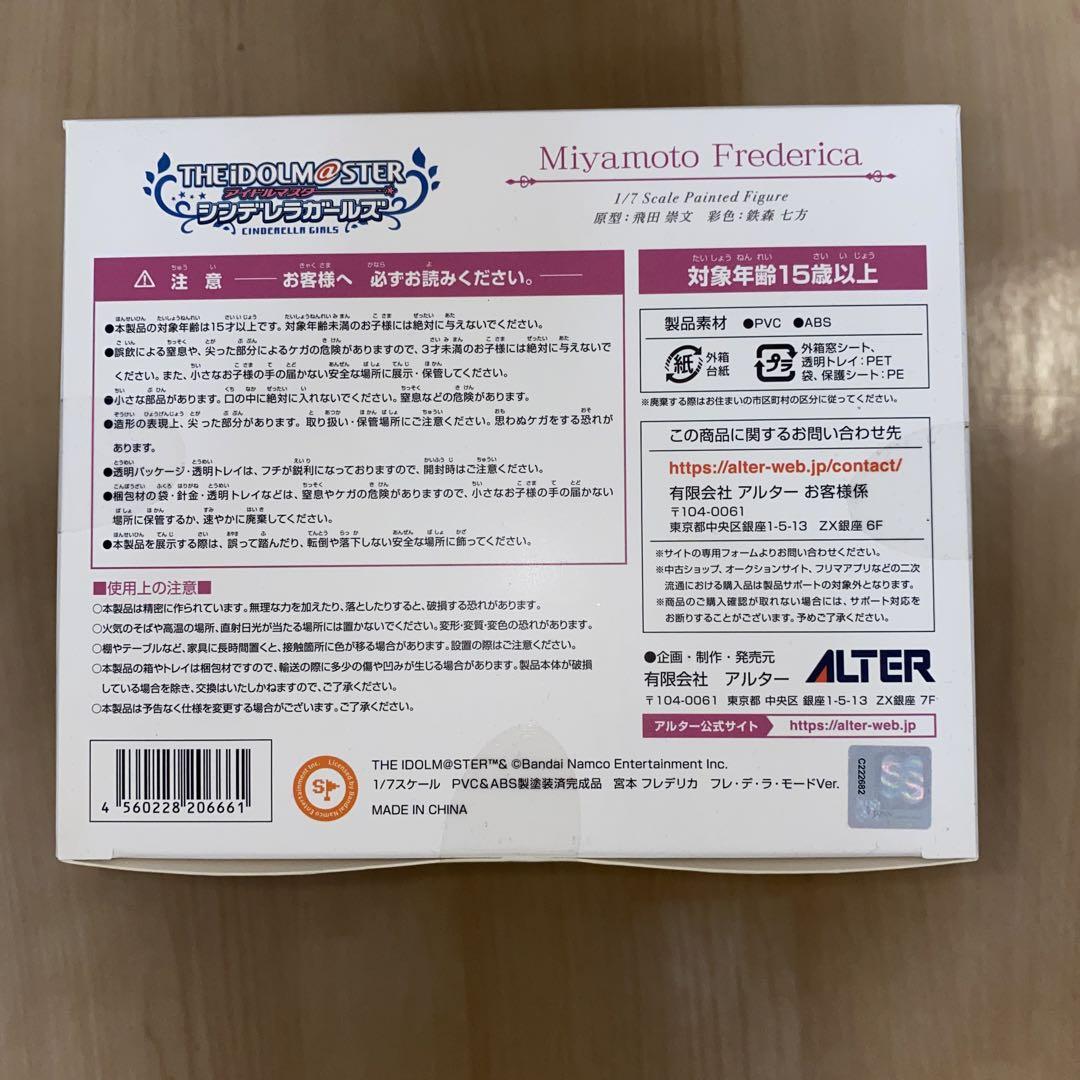 THE iDOLM@STER
アイドルマスター
シンデレラガールズ
CINDERELLA GIRLS
Miyamoto Frederica
1/7 Scale Painted Figure
原型：飛田 崇文　彩色：鉄森 七方
注 意 お客様へ 必ずお読みください。
●本製品の対象年齢は15才以上です。対象年齢未満のお子様には絶対に与えないでください。
●誤飲による窒息や、尖った部分によるケガの危険がありますので、3才未満のお子様には絶対に与えないで
ください。また、小さなお子様の手の届かない安全な場所に展示・保管してください。
●小さな部品があります。口の中に絶対に入れないでください。窒息などの危険があります。
●造形の表現上、尖った部分があります。取り扱い・保管場所にご注意ください。思わぬケガをする恐れが
あります。
●透明パッケージ・透明トレイは、フチが鋭利になっておりますので、開封時はご注意ください。
●梱包材の袋・針金・透明トレイなどは、窒息やケガの危険がありますので、小さなお子様の手の届かない
場所に保管するか、速やかに廃棄してください。
●本製品を展示する際は、誤って踏んだり、転倒や落下しない安全な場所に飾ってください。
■使用上の注意■
○本製品は精密に作られています。無理な力を加えたり、落としたりすると、破損する恐れがあります。
○火気のそばや高温の場所、直射日光が当たる場所には置かないでください。変形・変質・変色の恐れがあります。
○棚やテーブルなど、家具に長時間置くと、接触箇所に色が移る場合があります。設置の際はご注意ください。
○本製品の箱やトレイは梱包材ですので、輸送の際に多少の傷や凹みが生じる場合があります。製品本体が破損
している場合を除き、交換はいたしかねますので、ご了承ください。
○本製品は予告なく仕様を変更する場合がございます。ご了承ください。
対象年齢15歳以上
製品素材 ●PVC ●ABS
紙 外箱 台紙
プラ 外箱窓シート、
透明トレイ：PET
袋、保護シート：PE
※廃棄する際はお住まいの市区町村の区分に従ってください。
この商品に関するお問い合わせ先
https://alter-web.jp/contact/
有限会社 アルター お客様係
〒104-0061
東京都中央区銀座1-5-13　ZX銀座 6F
※サイトの専用フォームよりお問い合わせください。
※中古ショップ、オークションサイト、フリマアプリなどの二次
流通における購入品は製品サポートの対象外となります。
※商品のご購入確認が取れない場合には、サポート対応を
お断りすることがございます。予めご了承ください。
●企画・制作・発売元
有限会社　アルター
ALTER
〒104-0061　東京都 中央区 銀座1-5-13　ZX銀座 7F
アルター公式サイト https://alter-web.jp
4 560228 206661
Licensed by Bandai Namco Entertainment Inc.
THE IDOLM@STER™& ©Bandai Namco Entertainment Inc.
1/7スケール　PVC＆ABS製塗装済完成品　宮本 フレデリカ　フレ・デ・ラ・モードVer.
MADE IN CHINA
C222682